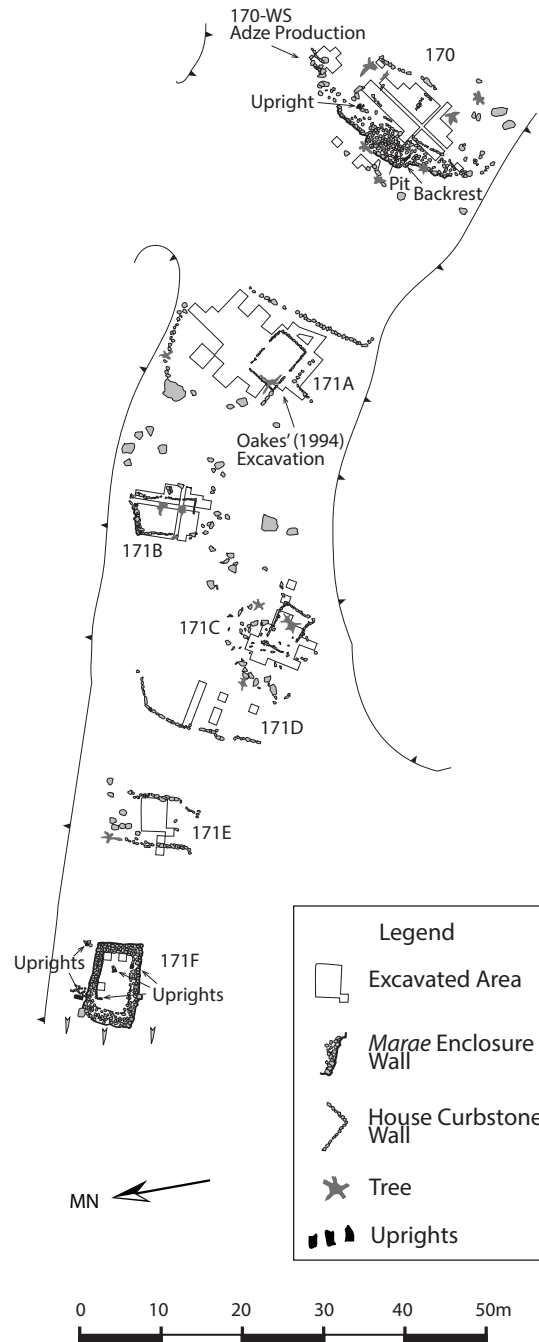 170-WS
Adze Production
170
Upright
Pit
Backrest
171A
Oakes' (1994)
Excavation
171B
171C
171D
171E
171F
Uprights
Uprights
Legend
Excavated Area
Marae Enclosure
Wall
House Curbstone
Wall
Tree
Uprights
MN
0 10 20 30 40 50m